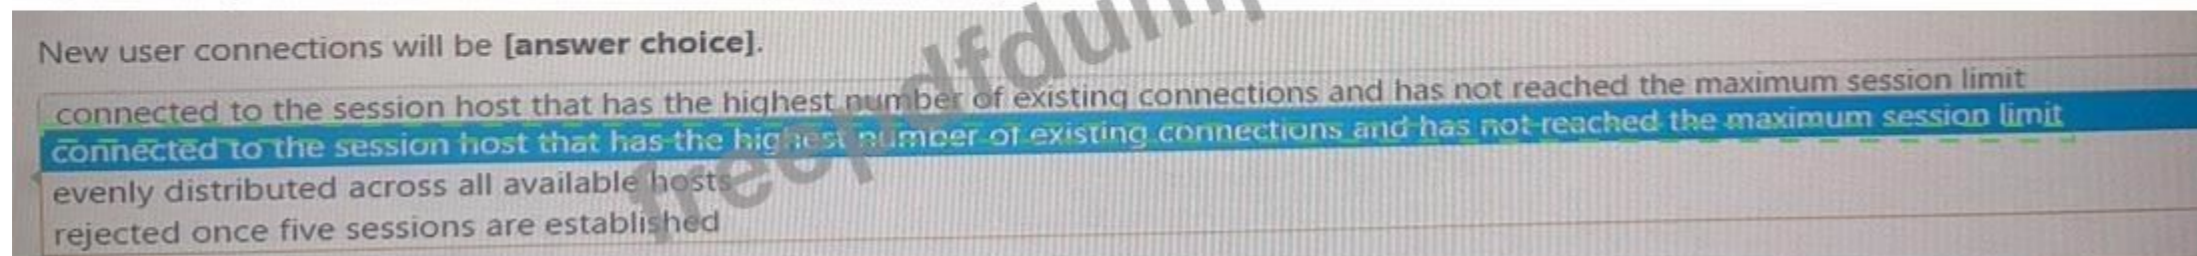 New user connections will be [answer choice].
connected to the session host that has the highest number of existing connections and has not reached the maximum session limit
connected to the session host that has the highest number of existing connections and has not reached the maximum session limit
evenly distributed across all available hosts
rejected once five sessions are established
freepdfdump